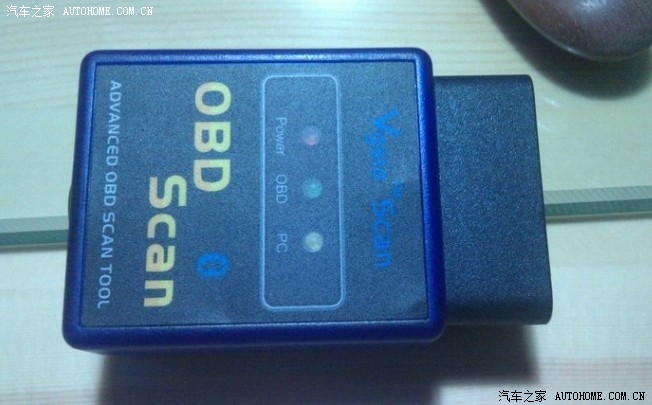 汽车之家 AUTOHOME.COM.CN
Vgate™ Scan
Power OBD PC
OBD
Scan
ADVANCED OBD SCAN TOOL
汽车之家 AUTOHOME.COM.CN